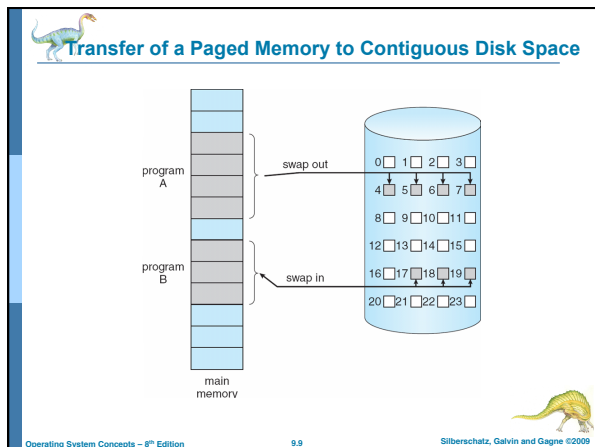 Transfer of a Paged Memory to Contiguous Disk Space
program
A
swap out
0 1 2 3
4 5 6 7
8 9 10 11
12 13 14 15
program
B
swap in
16 17 18 19
20 21 22 23
main
memory
Operating System Concepts – 8th Edition 9.9 Silberschatz, Galvin and Gagne ©2009